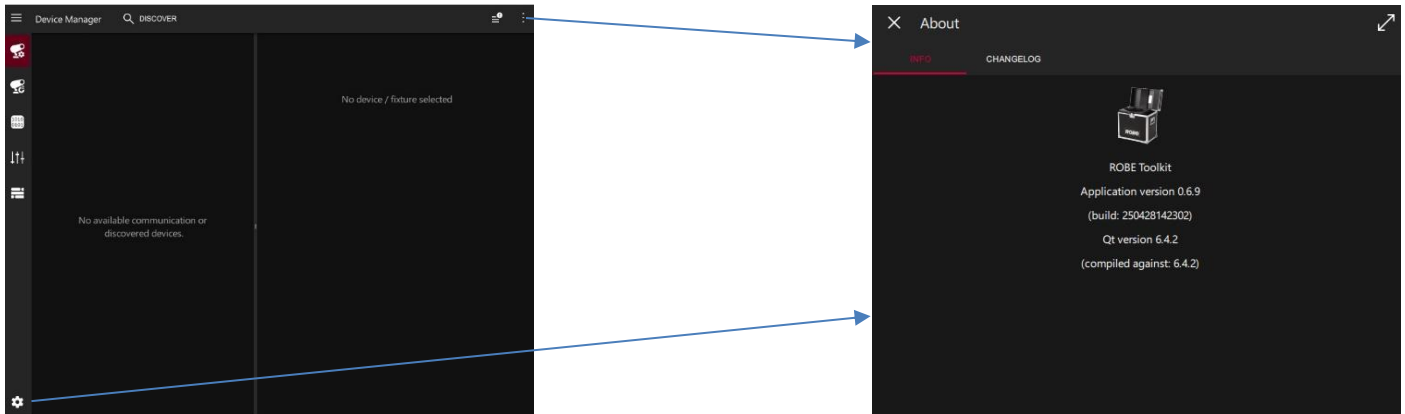 Device Manager
DISCOVER
No device / fixture selected
No available communication or
discovered devices.
About
INFO
CHANGELOG
ROBE
ROBE Toolkit
Application version 0.6.9
(build: 250428142302)
Qt version 6.4.2
(compiled against: 6.4.2)